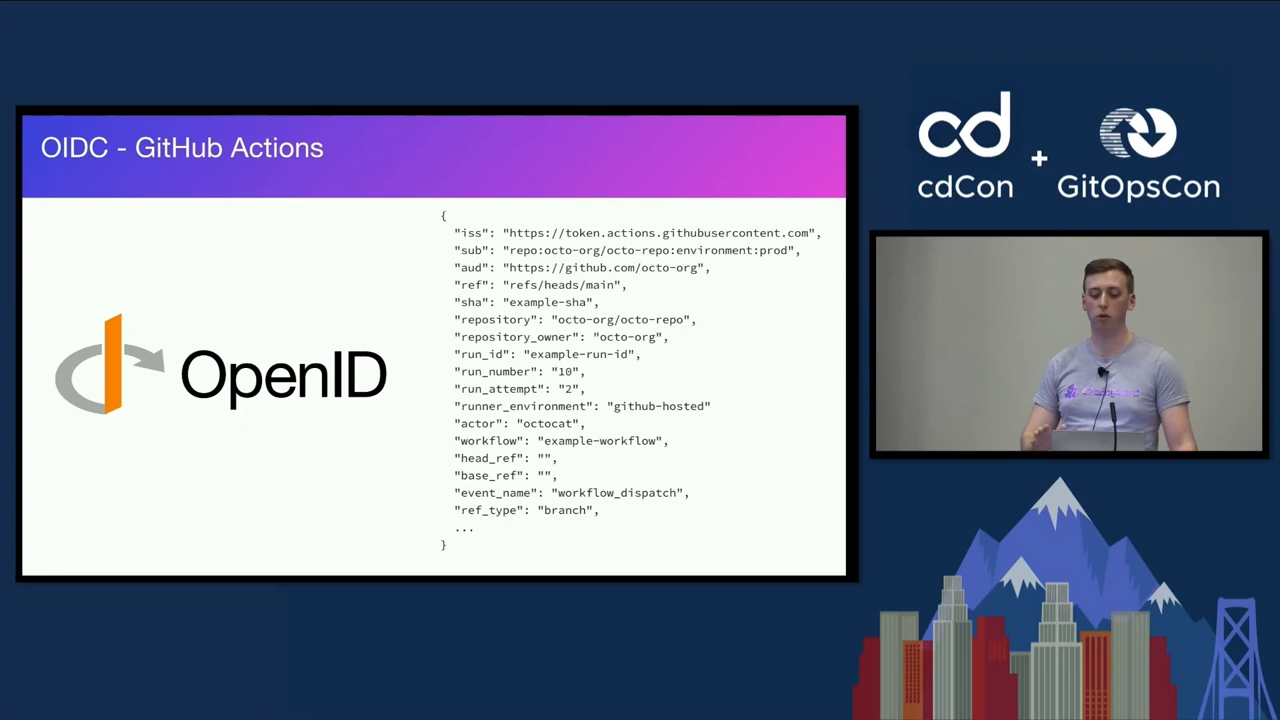 OIDC - GitHub Actions
OpenID
{
"iss": "https://token.actions.githubusercontent.com",
"sub": "repo:octo-org/octo-repo:environment:prod",
"aud": "https://github.com/octo-org",
"ref": "refs/heads/main",
"sha": "example-sha",
"repository": "octo-org/octo-repo",
"repository_owner": "octo-org",
"run_id": "example-run-id",
"run_number": "10",
"run_attempt": "2",
"runner_environment": "github-hosted"
"actor": "octocat",
"workflow": "example-workflow",
"head_ref": "",
"base_ref": "",
"event_name": "workflow_dispatch",
"ref_type": "branch",
...
}
cd
cdCon
+
GitOpsCon